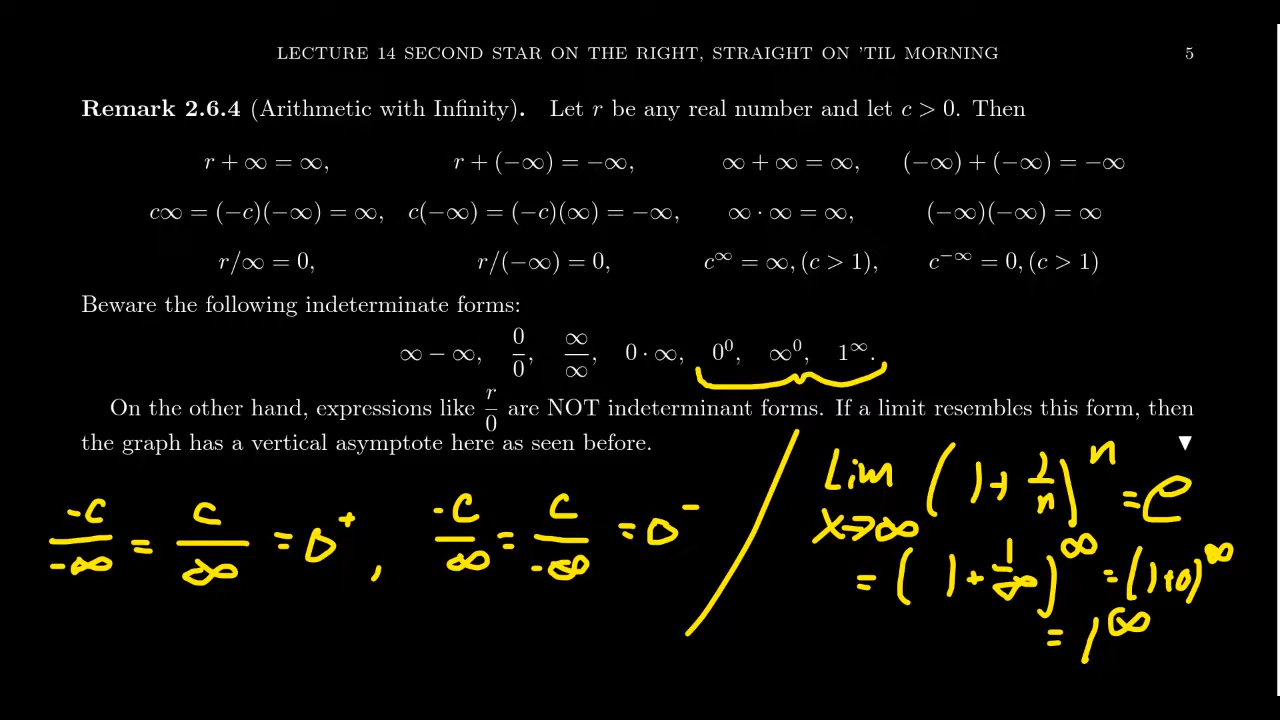 LECTURE 14 SECOND STAR ON THE RIGHT, STRAIGHT ON 'TIL MORNING 5
Remark 2.6.4 (Arithmetic with Infinity). Let r be any real number and let c > 0. Then
r + ∞ = ∞, r + (−∞) = −∞, ∞ + ∞ = ∞, (−∞) + (−∞) = −∞
c∞ = (−c)(−∞) = ∞, c(−∞) = (−c)(∞) = −∞, ∞ · ∞ = ∞, (−∞)(−∞) = ∞
r/∞ = 0, r/(−∞) = 0, c^∞ = ∞, (c > 1), c^−∞ = 0, (c > 1)
Beware the following indeterminate forms:
∞ − ∞, 0/0, ∞/∞, 0 · ∞, 0^0, ∞^0, 1^∞.
On the other hand, expressions like r/0 are NOT indeterminant forms. If a limit resembles this form, then
the graph has a vertical asymptote here as seen before. ▼
-c/-∞ = c/∞ = 0^+, -c/∞ = c/-∞ = 0^-
Lim x→∞ (1 + 1/n)^n = e
= (1 + 1/∞)^∞ = (1+0)^∞
= 1^∞